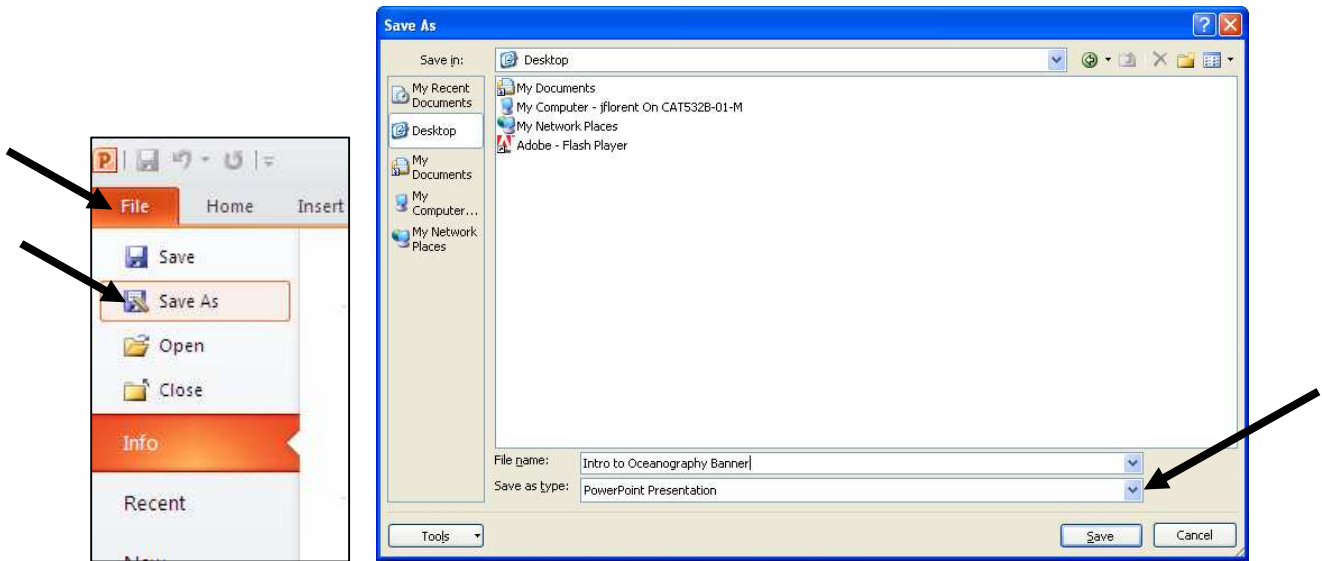 P
File Home Insert
Save
Save As
Open
Close
Info
Recent
New
Save As
Save in: Desktop
My Recent
Documents
Desktop
My
Documents
My
Computer...
My Network
Places
My Documents
My Computer - jflorent On CAT532B-01-M
My Network Places
Adobe - Flash Player
File name: Intro to Oceanography Banner
Save as type: PowerPoint Presentation
Tools Save Cancel